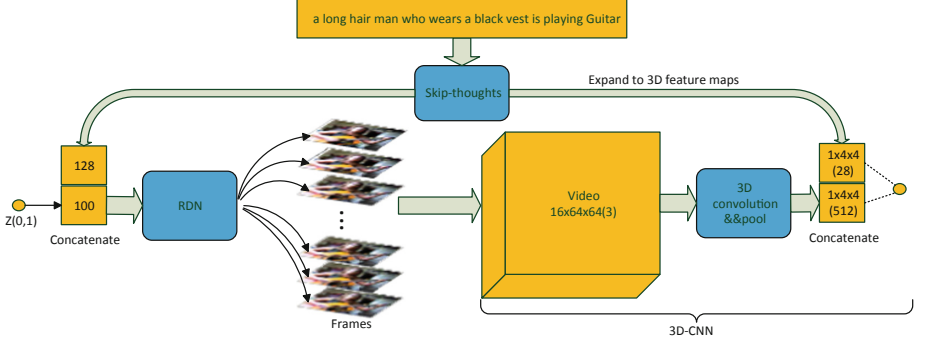 a long hair man who wears a black vest is playing Guitar
Skip-thoughts
Expand to 3D feature maps
128
100
Z(0,1)
Concatenate
RDN
Frames
Video
16x64x64(3)
3D
convolution
&&pool
1x4x4
(28)
1x4x4
(512)
Concatenate
3D-CNN